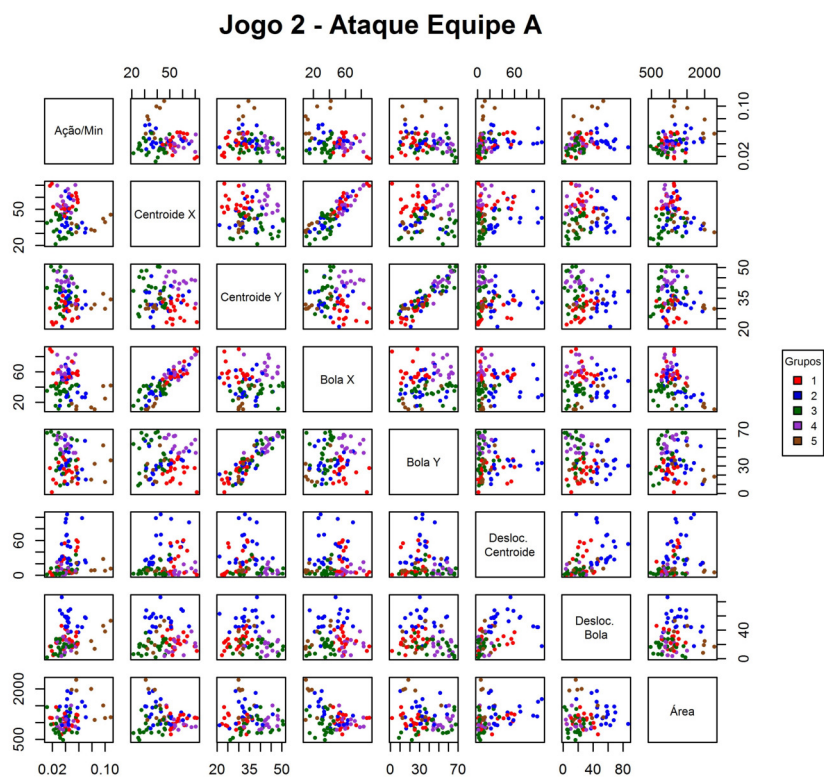 Jogo 2 - Ataque Equipe A
20 50
20 40 60
0 60
500 2000
Ação/Min
0.02 0.10
20 50
Centroide X
Centroide Y
20 35 50
20 60
Bola X
Grupos
1
2
3
4
5
Bola Y
0 30 70
0 60
Desloc.
Centroide
Desloc.
Bola
0 40
500 2000
Área
0.02 0.10
20 35 50
0 30 70
0 40 80